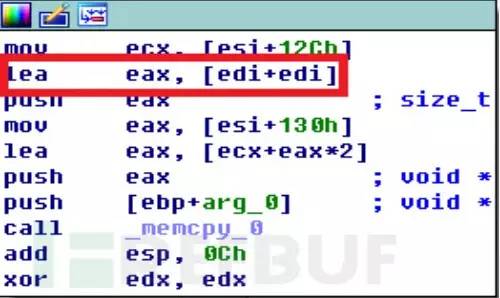 mov ecx, [esi+12Ch]
lea eax, [edi+edi]
push eax ; size_t
mov eax, [esi+130h]
lea eax, [ecx+eax*2]
push eax ; void *
push [ebp+arg_0] ; void *
call _memcpy_0
add esp, 0Ch
xor edx, edx